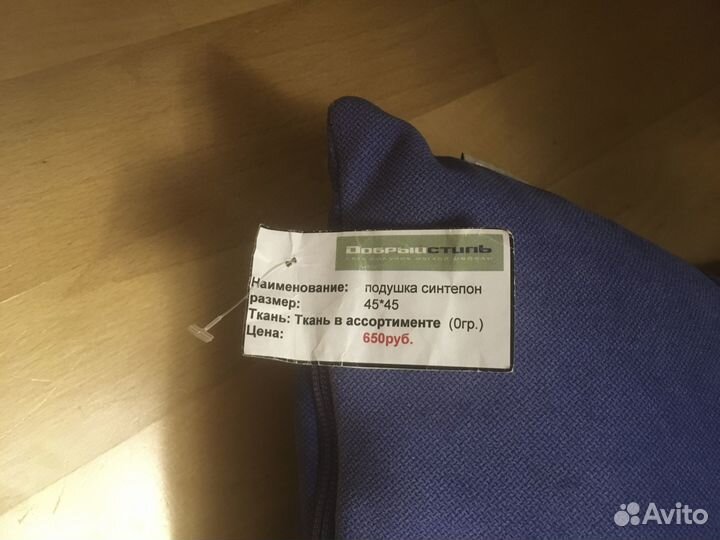 ДОБРЫЙСТИЛЬ
Наименование: подушка синтепон
размер: 45*45
Ткань: Ткань в ассортименте (0гр.)
Цена: 650руб.
Avito